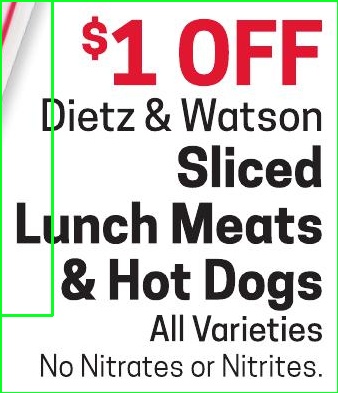 $1 OFF
Dietz & Watson
Sliced
Lunch Meats
& Hot Dogs
All Varieties
No Nitrates or Nitrites.